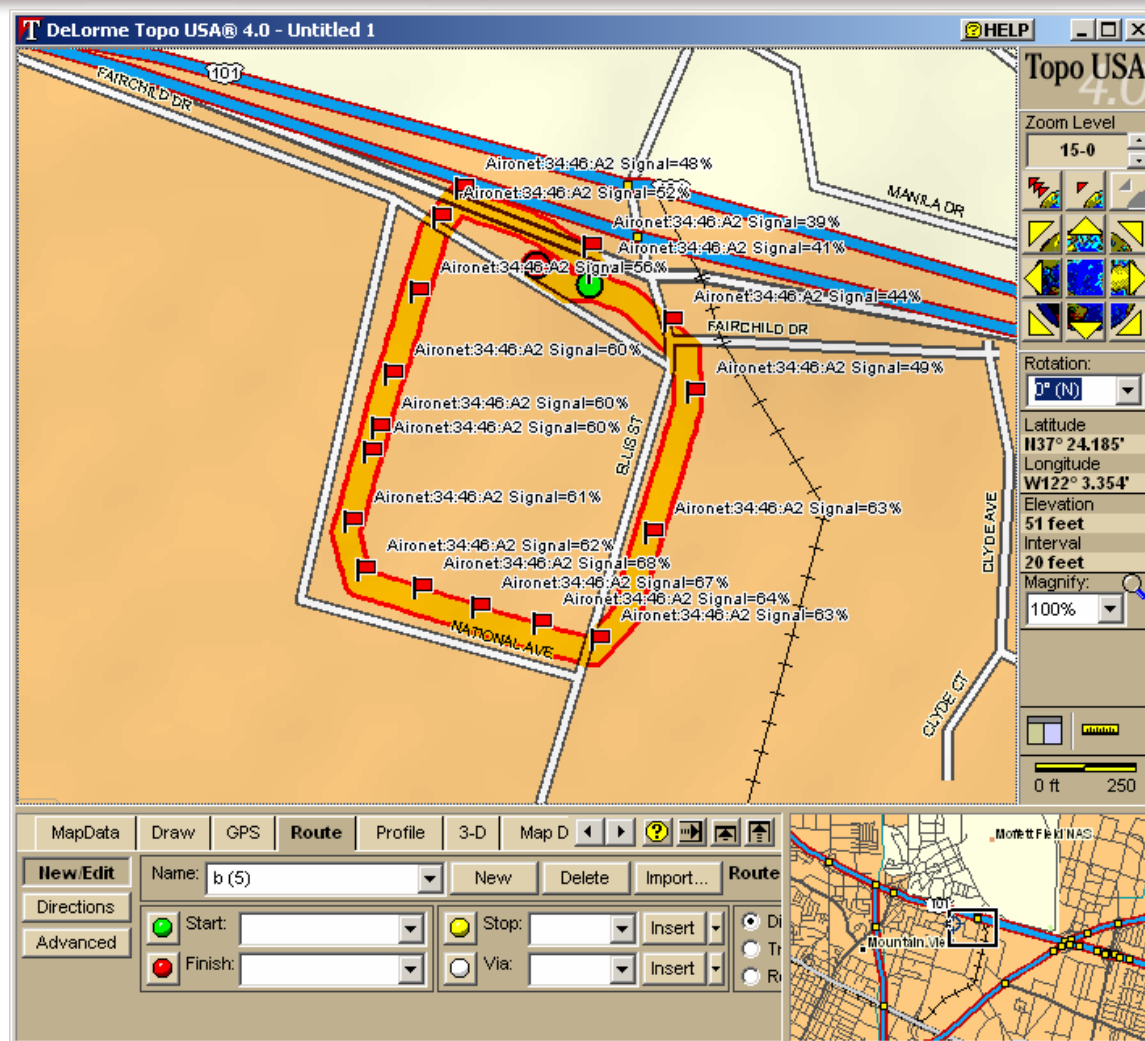 DeLorme Topo USA® 4.0 - Untitled 1
HELP
Topo USA
4.0
Zoom Level
15-0
Rotation:
0° (N)
Latitude
N37° 24.185'
Longitude
W122° 3.354'
Elevation
51 feet
Interval
20 feet
Magnify:
100%
0 ft 250
101
FAIRCHILD DR
Aironet:34:46:A2 Signal=48%
Aironet:34:46:A2 Signal=52%
MANILA DR
Aironet:34:46:A2 Signal=39%
Aironet:34:46:A2 Signal=41%
Aironet:34:46:A2 Signal=56%
Aironet:34:46:A2 Signal=44%
FAIRCHILD DR
Aironet:34:46:A2 Signal=60%
Aironet:34:46:A2 Signal=49%
Aironet:34:46:A2 Signal=60%
Aironet:34:46:A2 Signal=60%
ELLIS ST
Aironet:34:46:A2 Signal=61%
Aironet:34:46:A2 Signal=63%
CLYDE AVE
Aironet:34:46:A2 Signal=62%
Aironet:34:46:A2 Signal=68%
Aironet:34:46:A2 Signal=67%
Aironet:34:46:A2 Signal=64%
Aironet:34:46:A2 Signal=63%
NATIONAL AVE
CLYDE CT
MapData Draw GPS Route Profile 3-D Map D
New/Edit
Directions
Advanced
Name: b (5) New Delete Import... Route
Start: Stop: Insert Di
Finish: Via: Insert Tr
Moffett Field NAS
101
Mountain Vie